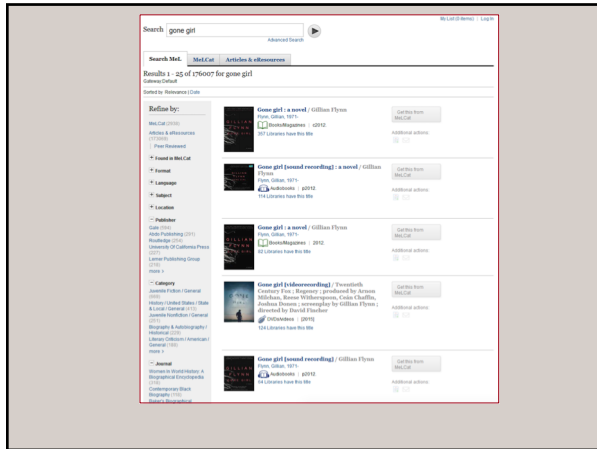 My List (0 items) | Log In
Search gone girl
Advanced Search
Search MeL MeLCat Articles & eResources
Results 1 - 25 of 176007 for gone girl
Gateway Default
Sorted by Relevance | Date
Refine by:
MeLCat
Articles & eResources
| Peer Reviewed
Found in MeLCat
Format
Language
Subject
Location
Publisher
Gale
Abdo Publishing
Routledge
University Of California Press
Lerner Publishing Group
more »
Category
Juvenile Fiction / General
History / United States / State
& Local / General
Juvenile Nonfiction / General
Biography & Autobiography /
Historical
Literary Criticism / American /
General
more »
Journal
Women in World History: A
Biographical Encyclopedia
Contemporary Black
Biography
Baker's Biographical
Gone girl : a novel / Gillian Flynn
Flynn, Gillian, 1971-
Books/Magazines | c2012.
307 Libraries have this title
Get this from
MeLCat
Additional actions:
Gone girl [sound recording] : a novel / Gillian
Flynn
Flynn, Gillian, 1971-
Audiobooks | p2012.
114 Libraries have this title
Get this from
MeLCat
Additional actions:
Gone girl : a novel / Gillian Flynn
Flynn, Gillian, 1971-
Books/Magazines | 2012.
92 Libraries have this title
Get this from
MeLCat
Additional actions:
Gone girl [videorecording] / Twentieth
Century Fox ; Regency ; produced by Arnon
Milchan, Reese Witherspoon, Ceán Chaffin,
Joshua Donen ; screenplay by Gillian Flynn ;
directed by David Fincher
DVDs/videos | [2015]
124 Libraries have this title
Get this from
MeLCat
Additional actions:
Gone girl [sound recording] / Gillian Flynn
Flynn, Gillian, 1971-
Audiobooks | p2012.
54 Libraries have this title
Get this from
MeLCat
Additional actions: